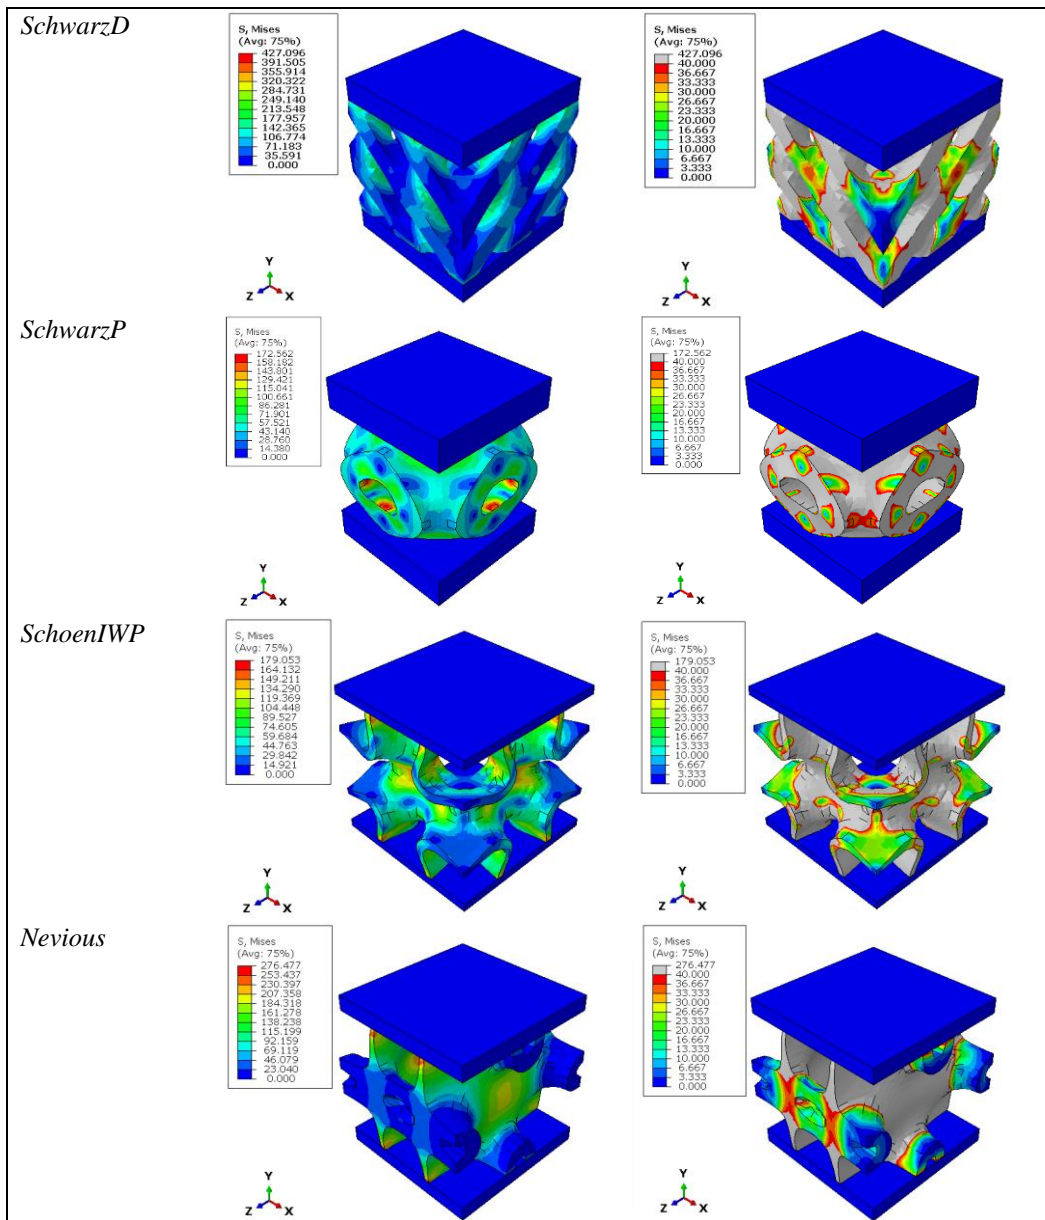 SchwarzD
S, Mises
(Avg: 75%)
427.096
391.505
355.914
320.322
284.731
249.140
213.548
177.957
142.365
106.774
71.183
35.591
0.000
Y
Z
X
S, Mises
(Avg: 75%)
427.096
40.000
36.667
33.333
30.000
26.667
23.333
20.000
16.667
13.333
10.000
6.667
3.333
0.000
Y
Z
X
SchwarzP
S, Mises
(Avg: 75%)
172.562
158.182
143.801
129.421
115.041
100.661
86.281
71.901
57.521
43.140
28.760
14.380
0.000
Y
Z
X
S, Mises
(Avg: 75%)
172.562
40.000
36.667
33.333
30.000
26.667
23.333
20.000
16.667
13.333
10.000
6.667
3.333
0.000
Y
Z
X
SchoenIWP
S, Mises
(Avg: 75%)
179.053
164.132
149.211
134.290
119.369
104.448
89.527
74.605
59.684
44.763
29.842
14.921
0.000
Y
Z
X
S, Mises
(Avg: 75%)
179.053
40.000
36.667
33.333
30.000
26.667
23.333
20.000
16.667
13.333
10.000
6.667
3.333
0.000
Y
Z
X
Nevious
S, Mises
(Avg: 75%)
276.477
253.437
230.397
207.358
184.318
161.278
138.238
115.199
92.159
69.119
46.079
23.040
0.000
Y
Z
X
S, Mises
(Avg: 75%)
276.477
40.000
36.667
33.333
30.000
26.667
23.333
20.000
16.667
13.333
10.000
6.667
3.333
0.000
Y
Z
X